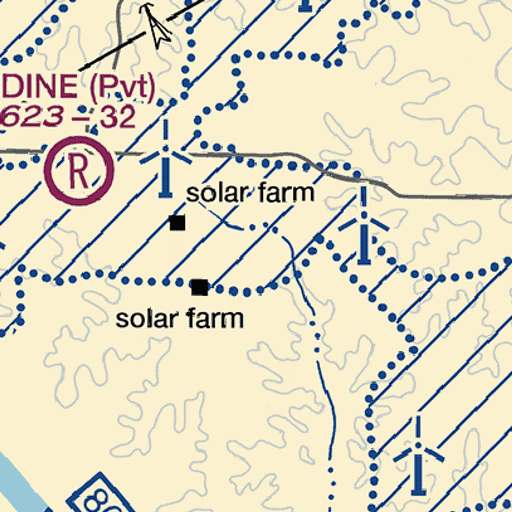 DINE (Pvt)
623 – 32
R
solar farm
solar farm